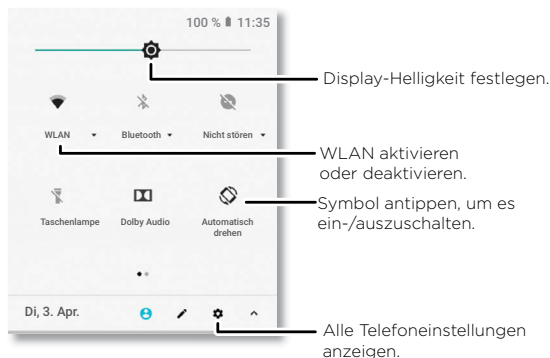 100 % 11:35
Display-Helligkeit festlegen.
WLAN Bluetooth Nicht stören
WLAN aktivieren
oder deaktivieren.
Symbol antippen, um es
ein-/auszuschalten.
Taschenlampe Dolby Audio Automatisch
drehen
Di, 3. Apr.
Alle Telefoneinstellungen
anzeigen.